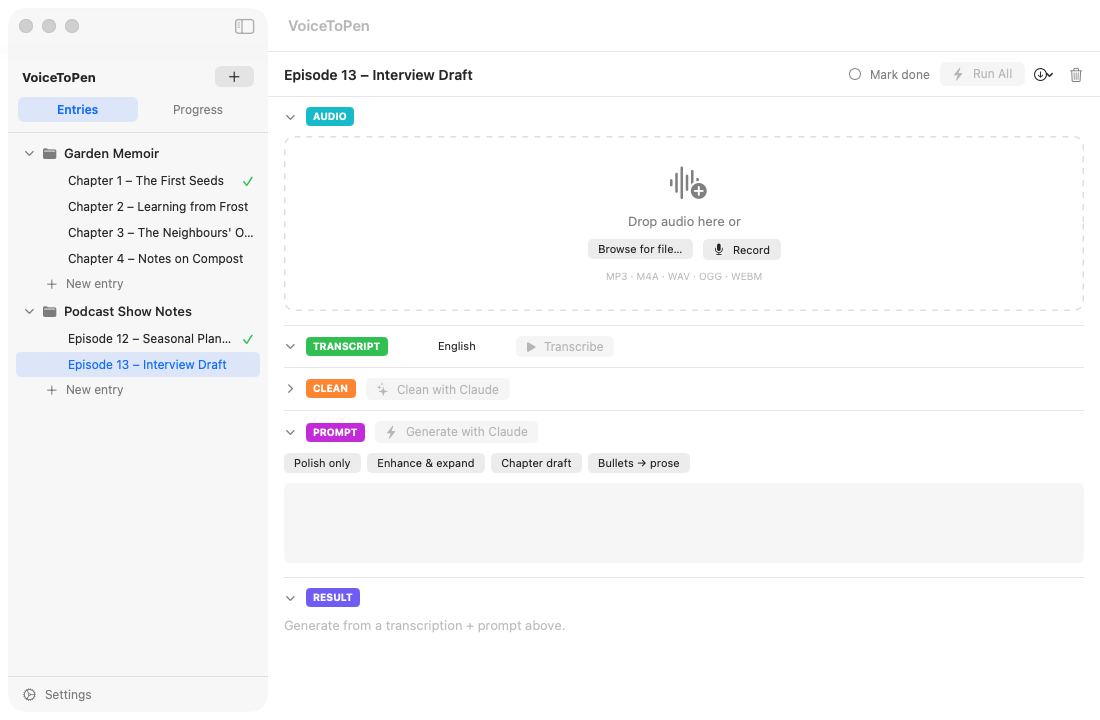 VoiceToPen
VoiceToPen
Entries
Progress
Garden Memoir
Chapter 1 – The First Seeds
Chapter 2 – Learning from Frost
Chapter 3 – The Neighbours' O...
Chapter 4 – Notes on Compost
New entry
Podcast Show Notes
Episode 12 – Seasonal Plan...
Episode 13 – Interview Draft
New entry
Settings
Episode 13 – Interview Draft
Mark done
Run All
AUDIO
Drop audio here or
Browse for file...
Record
MP3 · M4A · WAV · OGG · WEBM
TRANSCRIPT
English
Transcribe
CLEAN
Clean with Claude
PROMPT
Generate with Claude
Polish only
Enhance & expand
Chapter draft
Bullets → prose
RESULT
Generate from a transcription + prompt above.